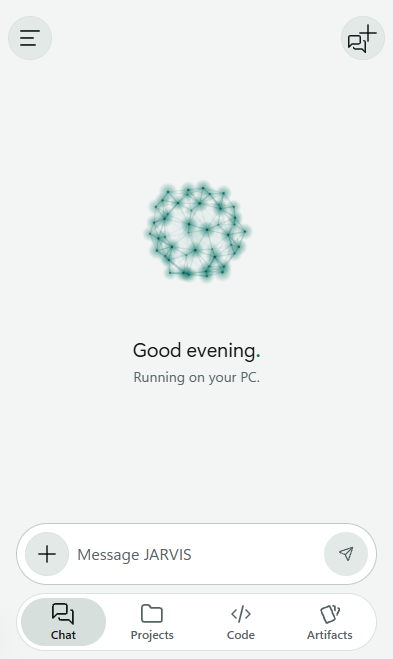 Good evening.
Running on your PC.
Message JARVIS
Chat
Projects
Code
Artifacts